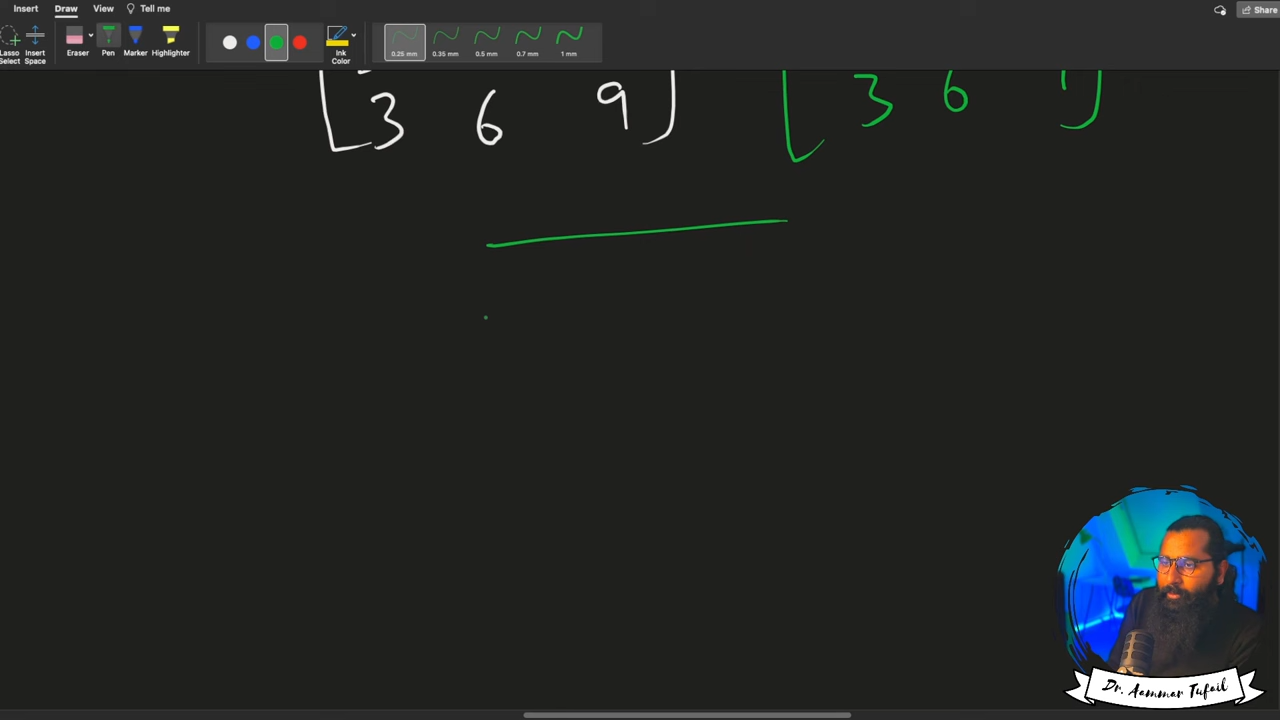 Insert Draw View Tell me
Share
Lasso Select
Insert Space
Eraser
Pen
Marker
Highlighter
Ink Color
0.25 mm
0.35 mm
0.5 mm
0.7 mm
1 mm
3 6 9
3 6
Dr. Aammar Tufail